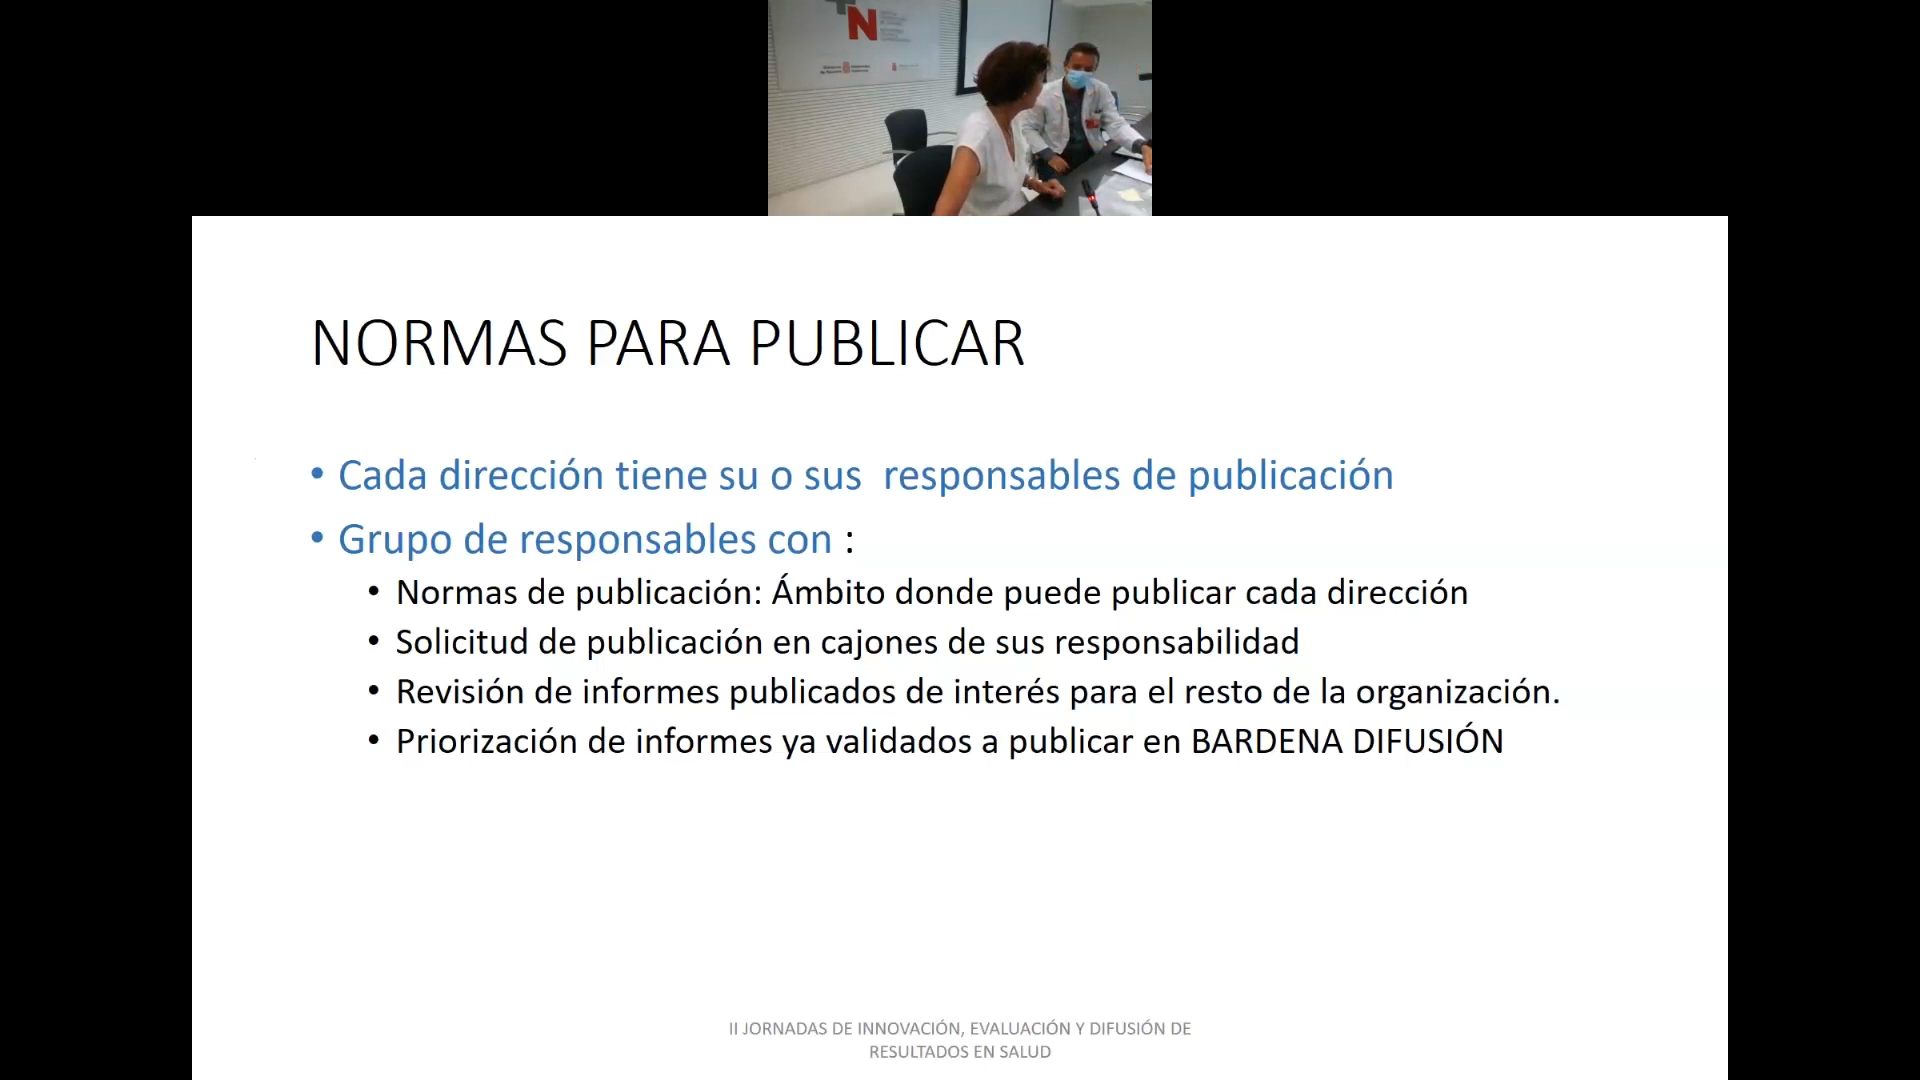 N
NORMAS PARA PUBLICAR
• Cada dirección tiene su o sus  responsables de publicación
• Grupo de responsables con :
• Normas de publicación: Ámbito donde puede publicar cada dirección
• Solicitud de publicación en cajones de sus responsabilidad
• Revisión de informes publicados de interés para el resto de la organización.
• Priorización de informes ya validados a publicar en BARDENA DIFUSIÓN
II JORNADAS DE INNOVACIÓN, EVALUACIÓN Y DIFUSIÓN DE
RESULTADOS EN SALUD